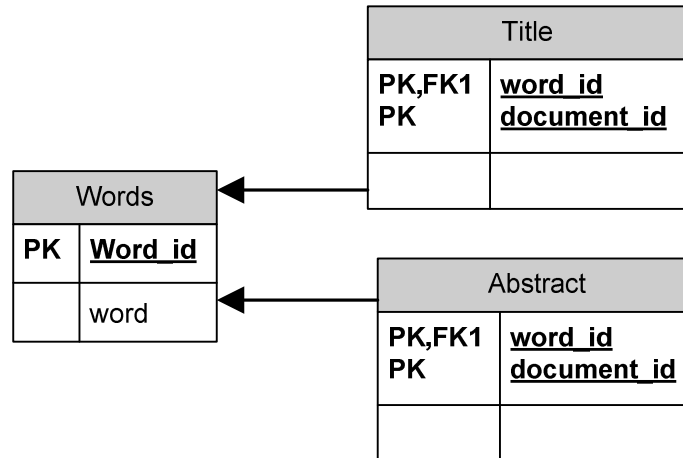 Title
PK,FK1 word_id
PK document_id
Words
PK Word_id
word
Abstract
PK,FK1 word_id
PK document_id